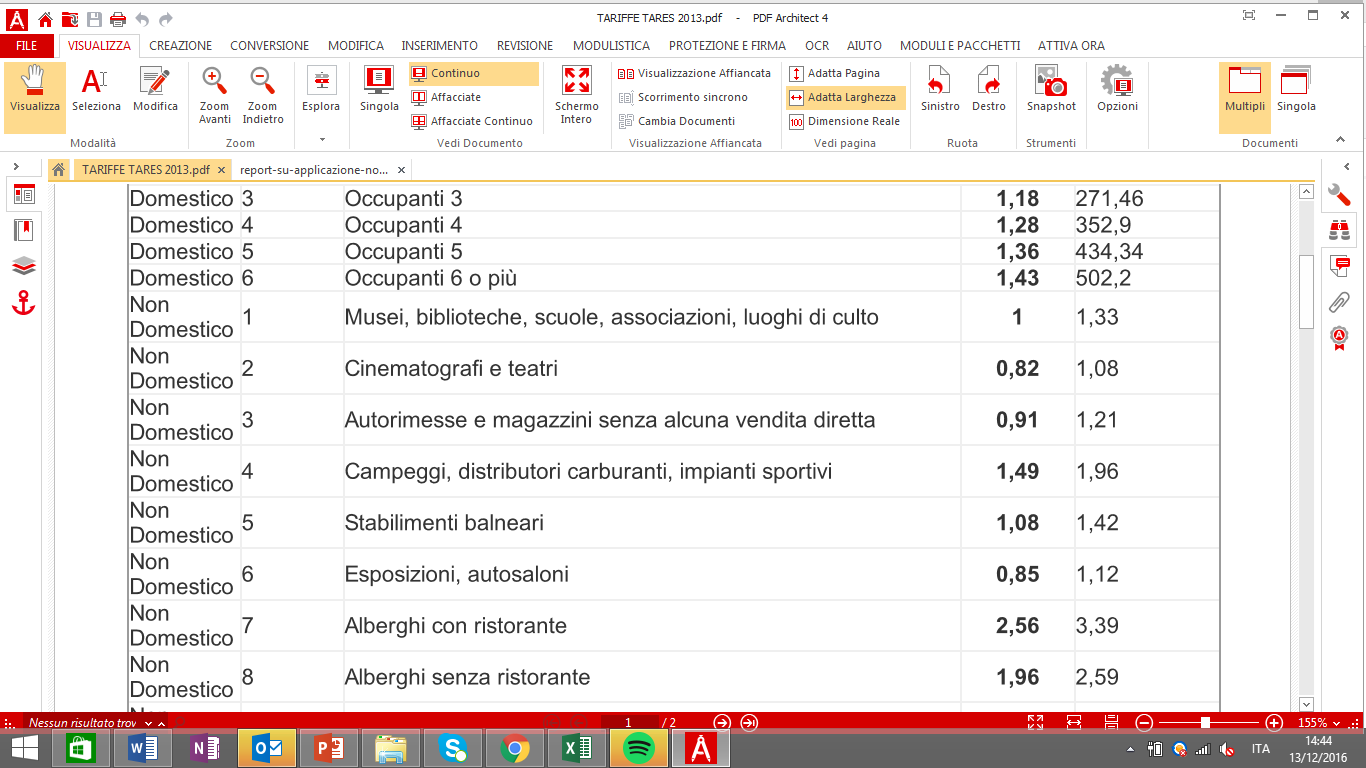 TARIFFE TARES 2013.pdf - PDF Architect 4
FILE VISUALIZZA CREAZIONE CONVERSIONE MODIFICA INSERIMENTO REVISIONE MODULISTICA PROTEZIONE E FIRMA OCR AIUTO MODULI E PACCHETTI ATTIVA ORA
Visualizza Seleziona Modifica
Modalità
Zoom Avanti Zoom Indietro
Zoom
Esplora
Singola
Continuo
Affacciate
Affacciate Continuo
Vedi Documento
Schermo Intero
Visualizzazione Affiancata
Scorrimento sincrono
Cambia Documenti
Visualizzazione Affiancata
Adatta Pagina
Adatta Larghezza
100 Dimensione Reale
Vedi pagina
Sinistro Destro
Ruota
Snapshot
Strumenti
Opzioni
Multipli Singola
Documenti
TARIFFE TARES 2013.pdf × report-su-applicazione-no... ×
Domestico 3 Occupanti 3 1,18 271,46
Domestico 4 Occupanti 4 1,28 352,9
Domestico 5 Occupanti 5 1,36 434,34
Domestico 6 Occupanti 6 o più 1,43 502,2
Non Domestico 1 Musei, biblioteche, scuole, associazioni, luoghi di culto 1 1,33
Non Domestico 2 Cinematografi e teatri 0,82 1,08
Non Domestico 3 Autorimesse e magazzini senza alcuna vendita diretta 0,91 1,21
Non Domestico 4 Campeggi, distributori carburanti, impianti sportivi 1,49 1,96
Non Domestico 5 Stabilimenti balneari 1,08 1,42
Non Domestico 6 Esposizioni, autosaloni 0,85 1,12
Non Domestico 7 Alberghi con ristorante 2,56 3,39
Non Domestico 8 Alberghi senza ristorante 1,96 2,59
Nessun risultato trov 1 / 2 155%
ITA
14:44
13/12/2016